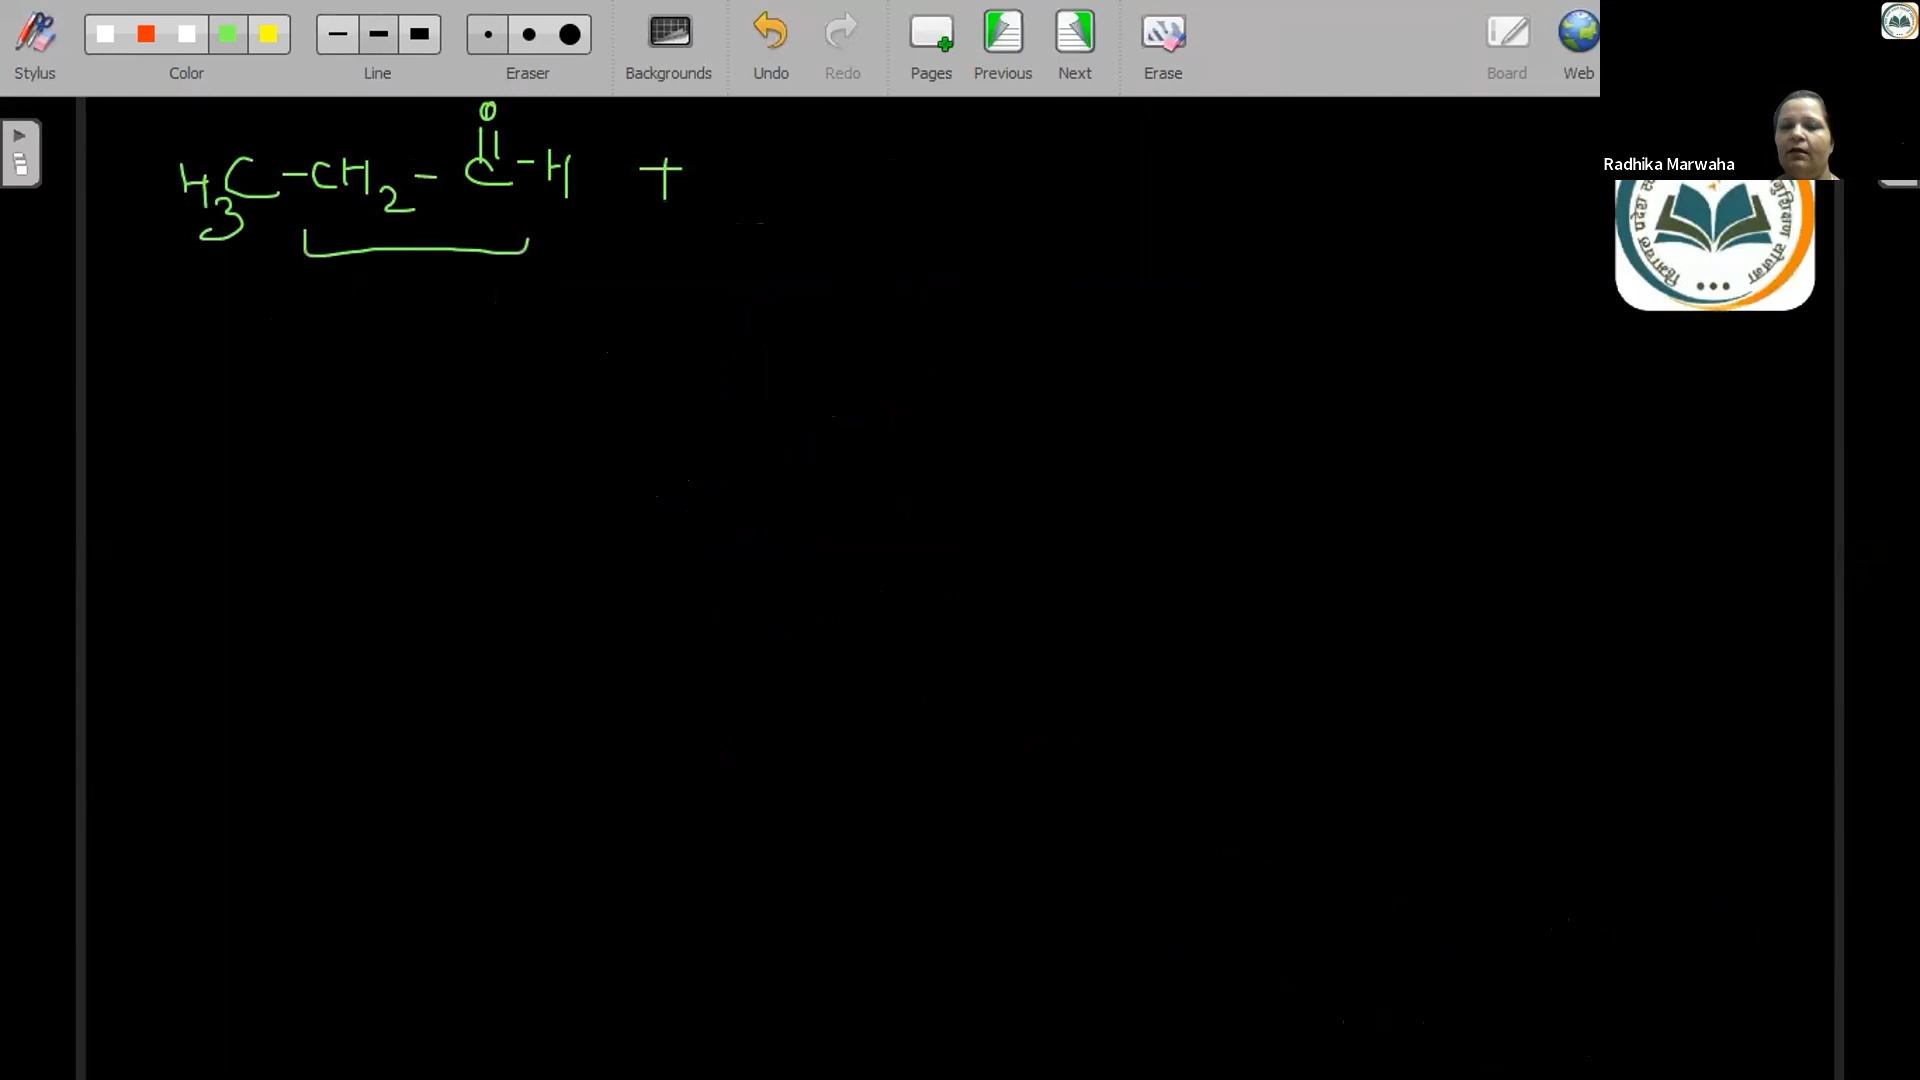 Stylus Color Line Eraser Backgrounds Undo Redo Pages Previous Next Erase Board Web
O
||
H3C-CH2-C-H +
Radhika Marwaha